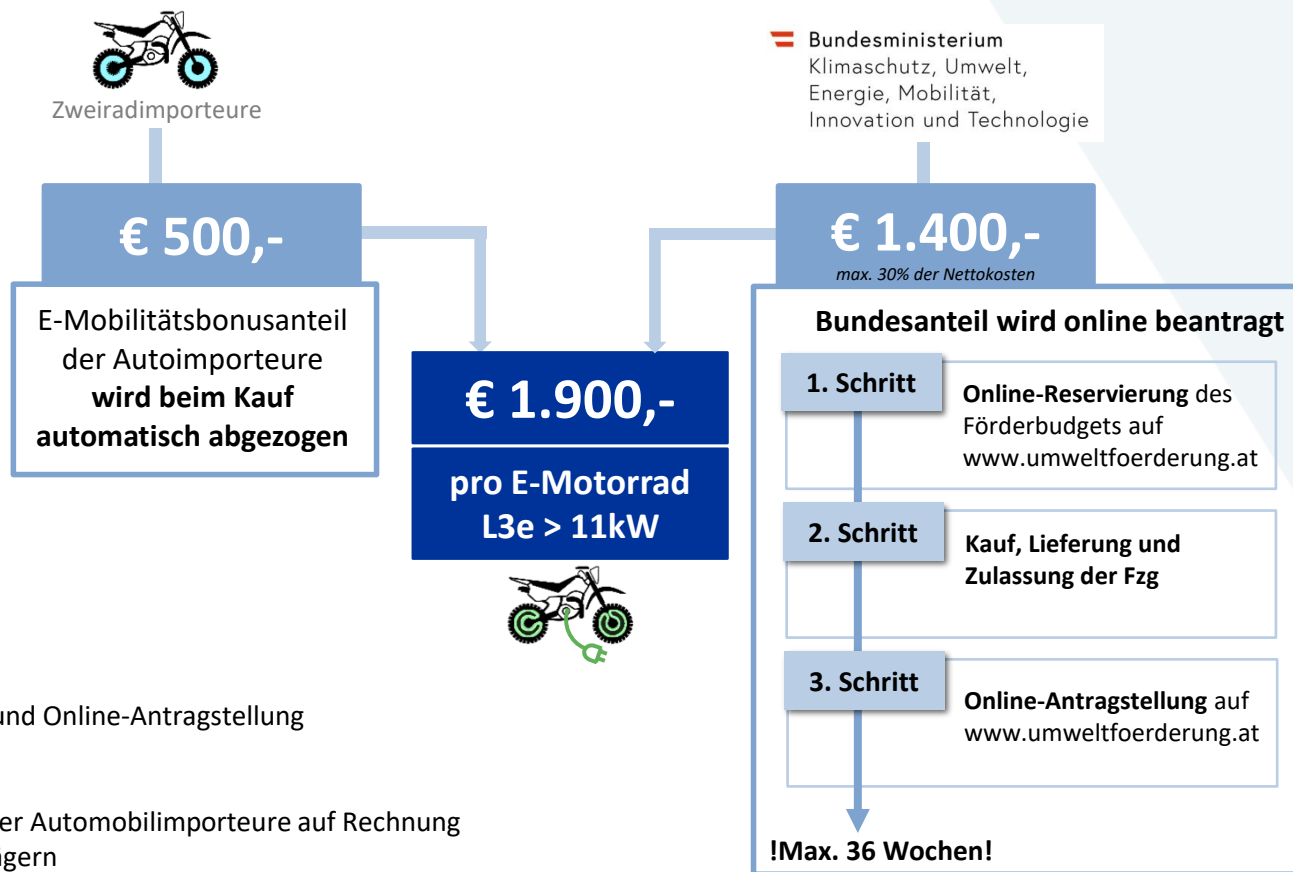 Zweiradimporteure
Bundesministerium
Klimaschutz, Umwelt,
Energie, Mobilität,
Innovation und Technologie
€ 500,-
E-Mobilitätsbonusanteil
der Autoimporteure
wird beim Kauf
automatisch abgezogen
€ 1.400,-
max. 30% der Nettokosten
€ 1.900,-
pro E-Motorrad
L3e > 11kW
Bundesanteil wird online beantragt
1. Schritt
Online-Reservierung des
Förderbudgets auf
www.umweltfoerderung.at
2. Schritt
Kauf, Lieferung und
Zulassung der Fzg
3. Schritt
Online-Antragstellung auf
www.umweltfoerderung.at
!Max. 36 Wochen!
und Online-Antragstellung
er Automobilimporteure auf Rechnung
gern